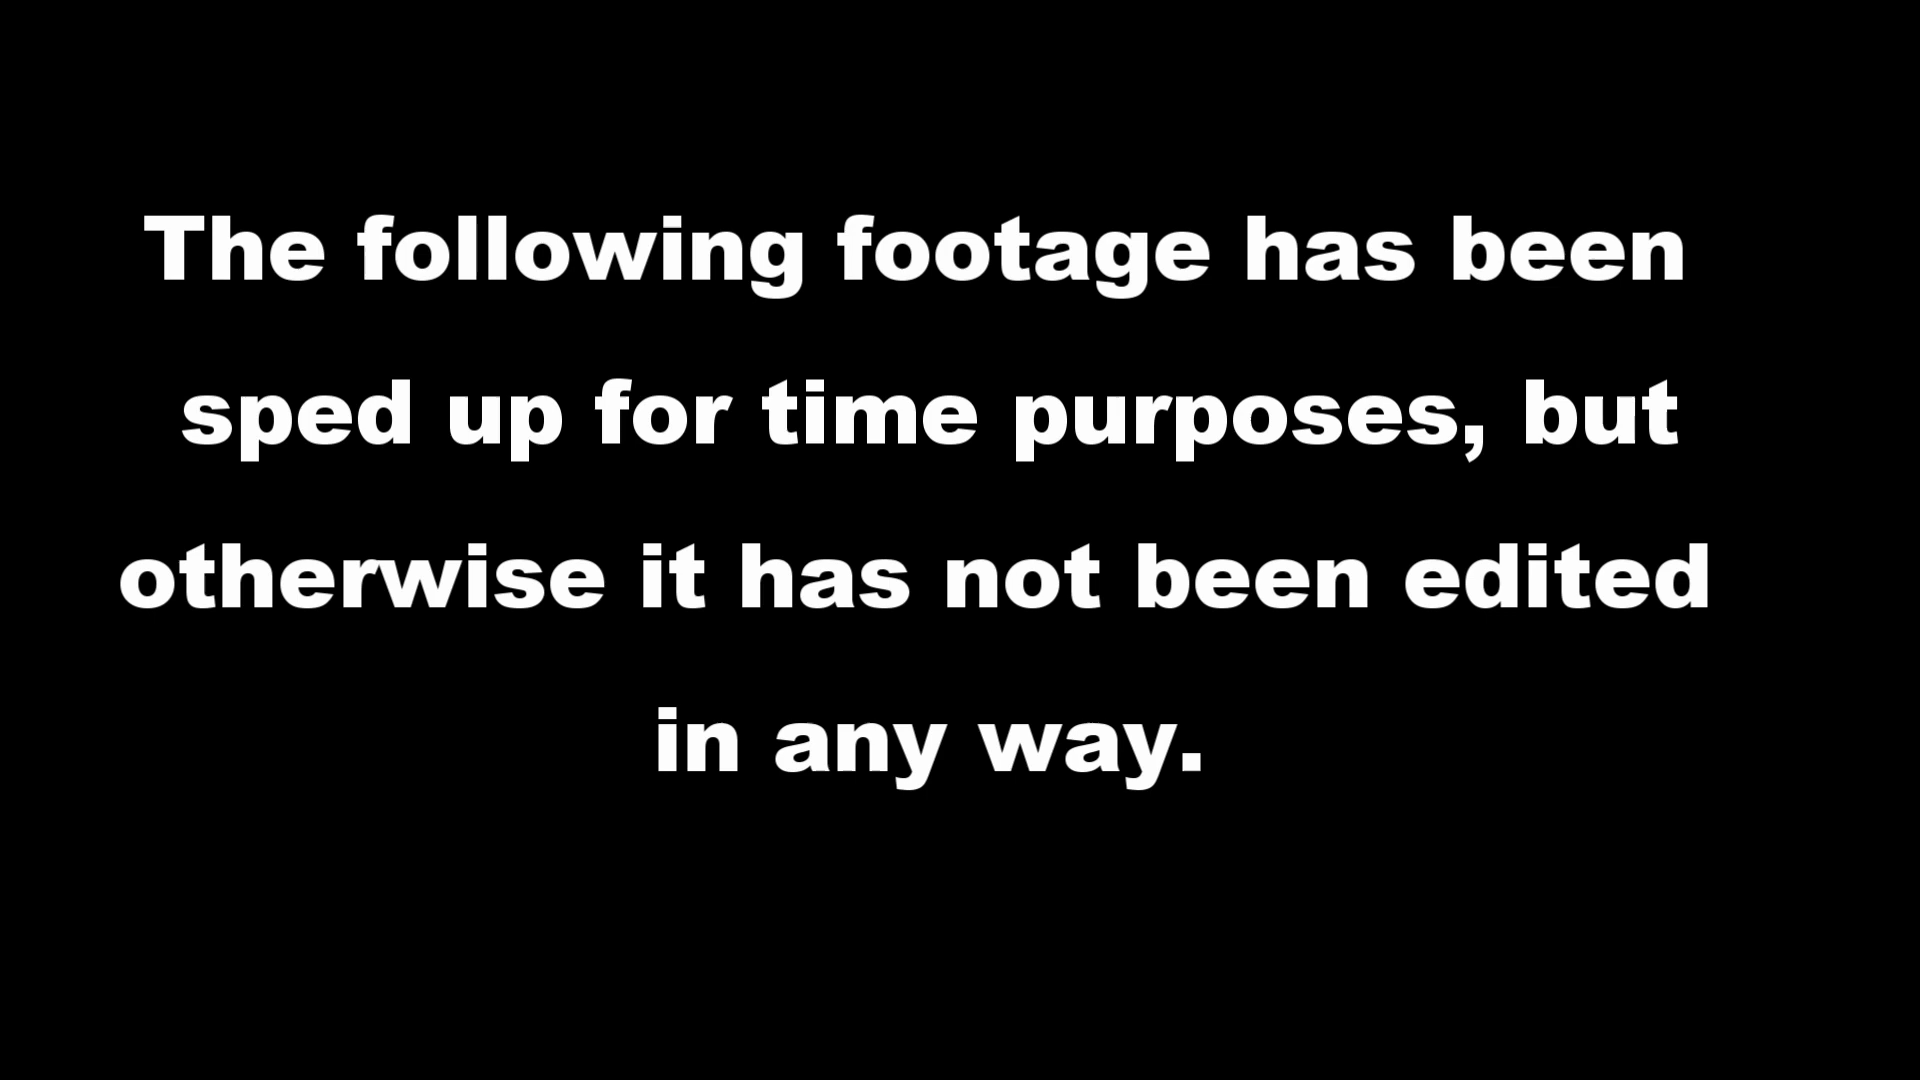 The following footage has been
sped up for time purposes, but
otherwise it has not been edited
in any way.